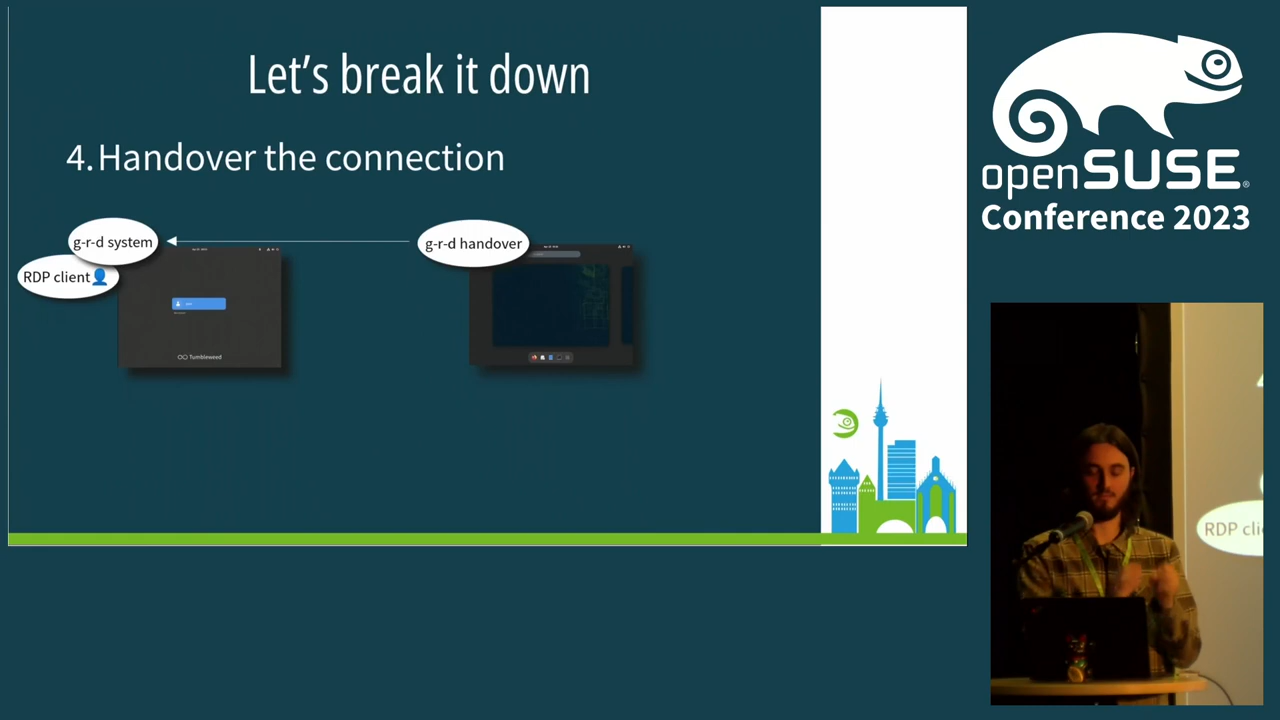 Let's break it down
4. Handover the connection
g-r-d system
RDP client
g-r-d handover
Tumbleweed
openSUSE®
Conference 2023
RDP cli